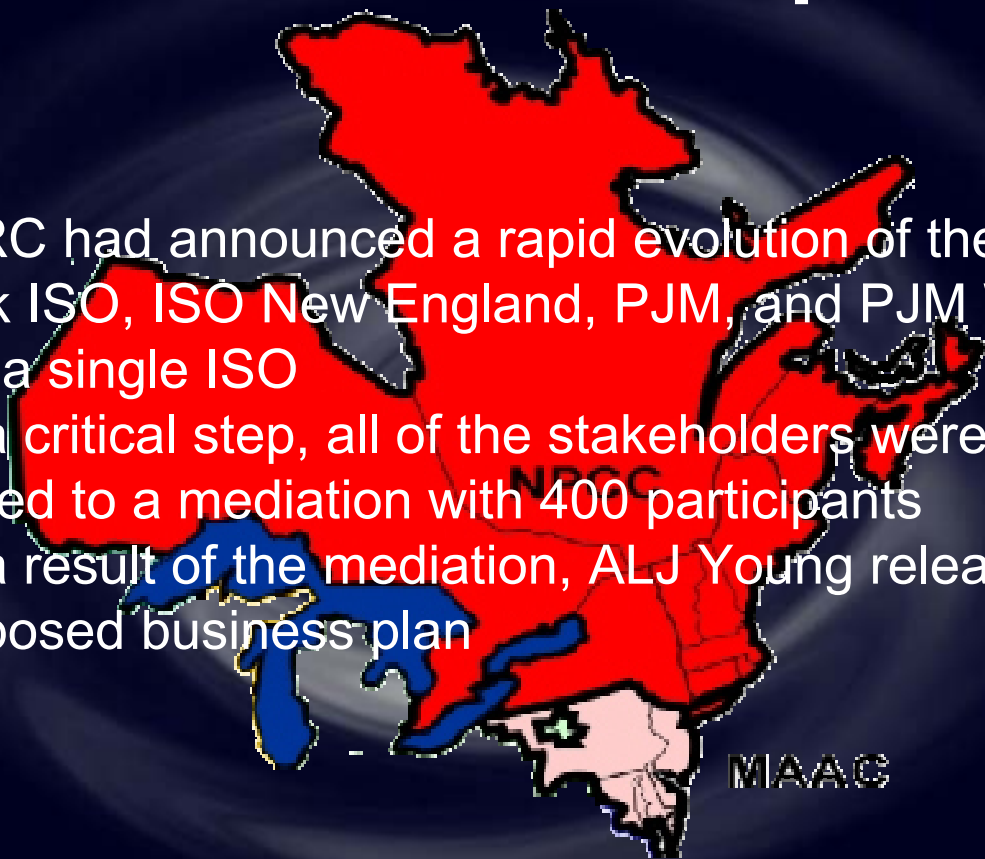 RC had announced a rapid evolution of the
k ISO, ISO New England, PJM, and PJM
a single ISO
a critical step, all of the stakeholders were
ed to a mediation with 400 participants
a result of the mediation, ALJ Young relea
posed business plan
NPCC
MAAC